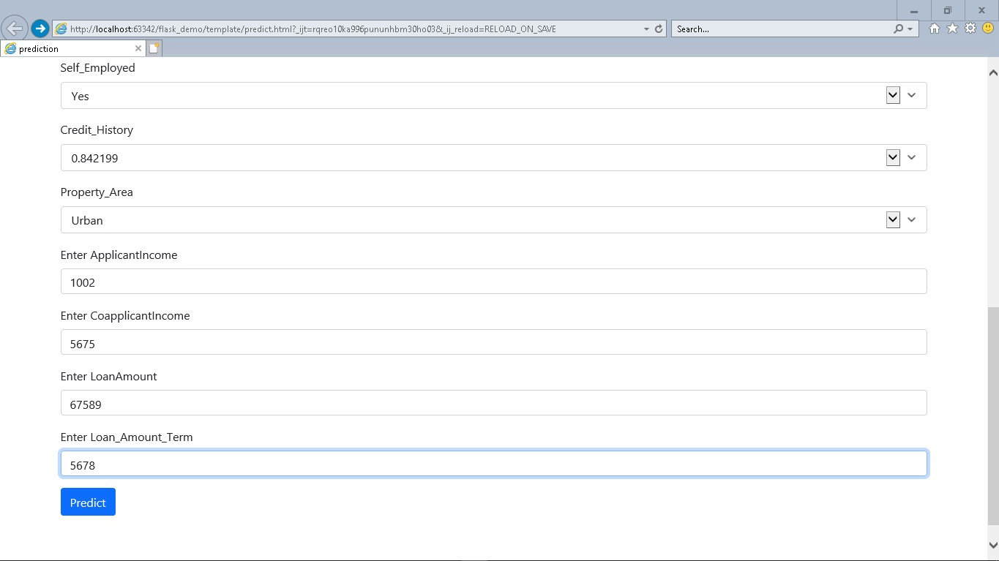 http://localhost:63342/flask_demo/template/predict.html?_ijt=rqreo10ka996pununhbm30ho03&_ij_reload=RELOAD_ON_SAVE
Search...
prediction
Self_Employed
Yes
Credit_History
0.842199
Property_Area
Urban
Enter ApplicantIncome
1002
Enter CoapplicantIncome
5675
Enter LoanAmount
67589
Enter Loan_Amount_Term
5678
Predict